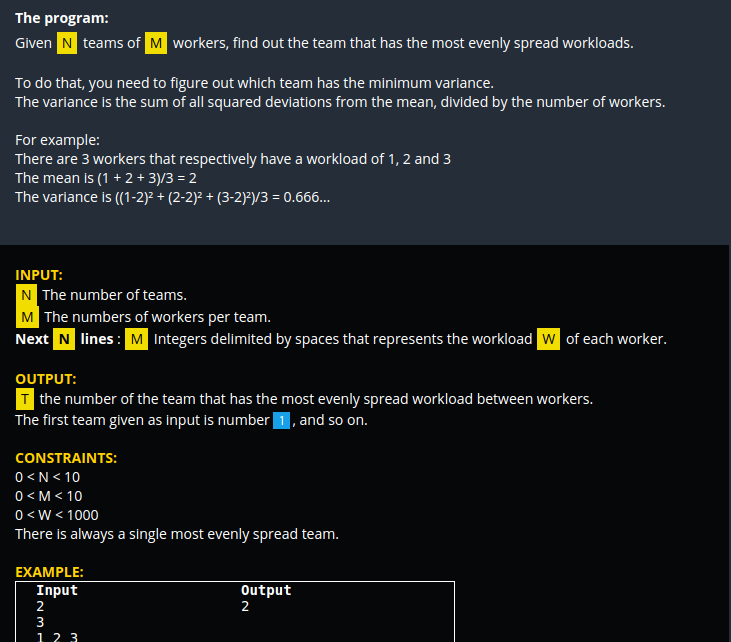 The program:
Given N teams of M workers, find out the team that has the most evenly spread workloads.
To do that, you need to figure out which team has the minimum variance.
The variance is the sum of all squared deviations from the mean, divided by the number of workers.
For example:
There are 3 workers that respectively have a workload of 1, 2 and 3
The mean is (1 + 2 + 3)/3 = 2
The variance is ((1-2)² + (2-2)² + (3-2)²)/3 = 0.666...
INPUT:
N The number of teams.
M The numbers of workers per team.
Next N lines : M Integers delimited by spaces that represents the workload W of each worker.
OUTPUT:
T the number of the team that has the most evenly spread workload between workers.
The first team given as input is number 1 , and so on.
CONSTRAINTS:
0 < N < 10
0 < M < 10
0 < W < 1000
There is always a single most evenly spread team.
EXAMPLE:
Input Output
2 2
3
1 2 3